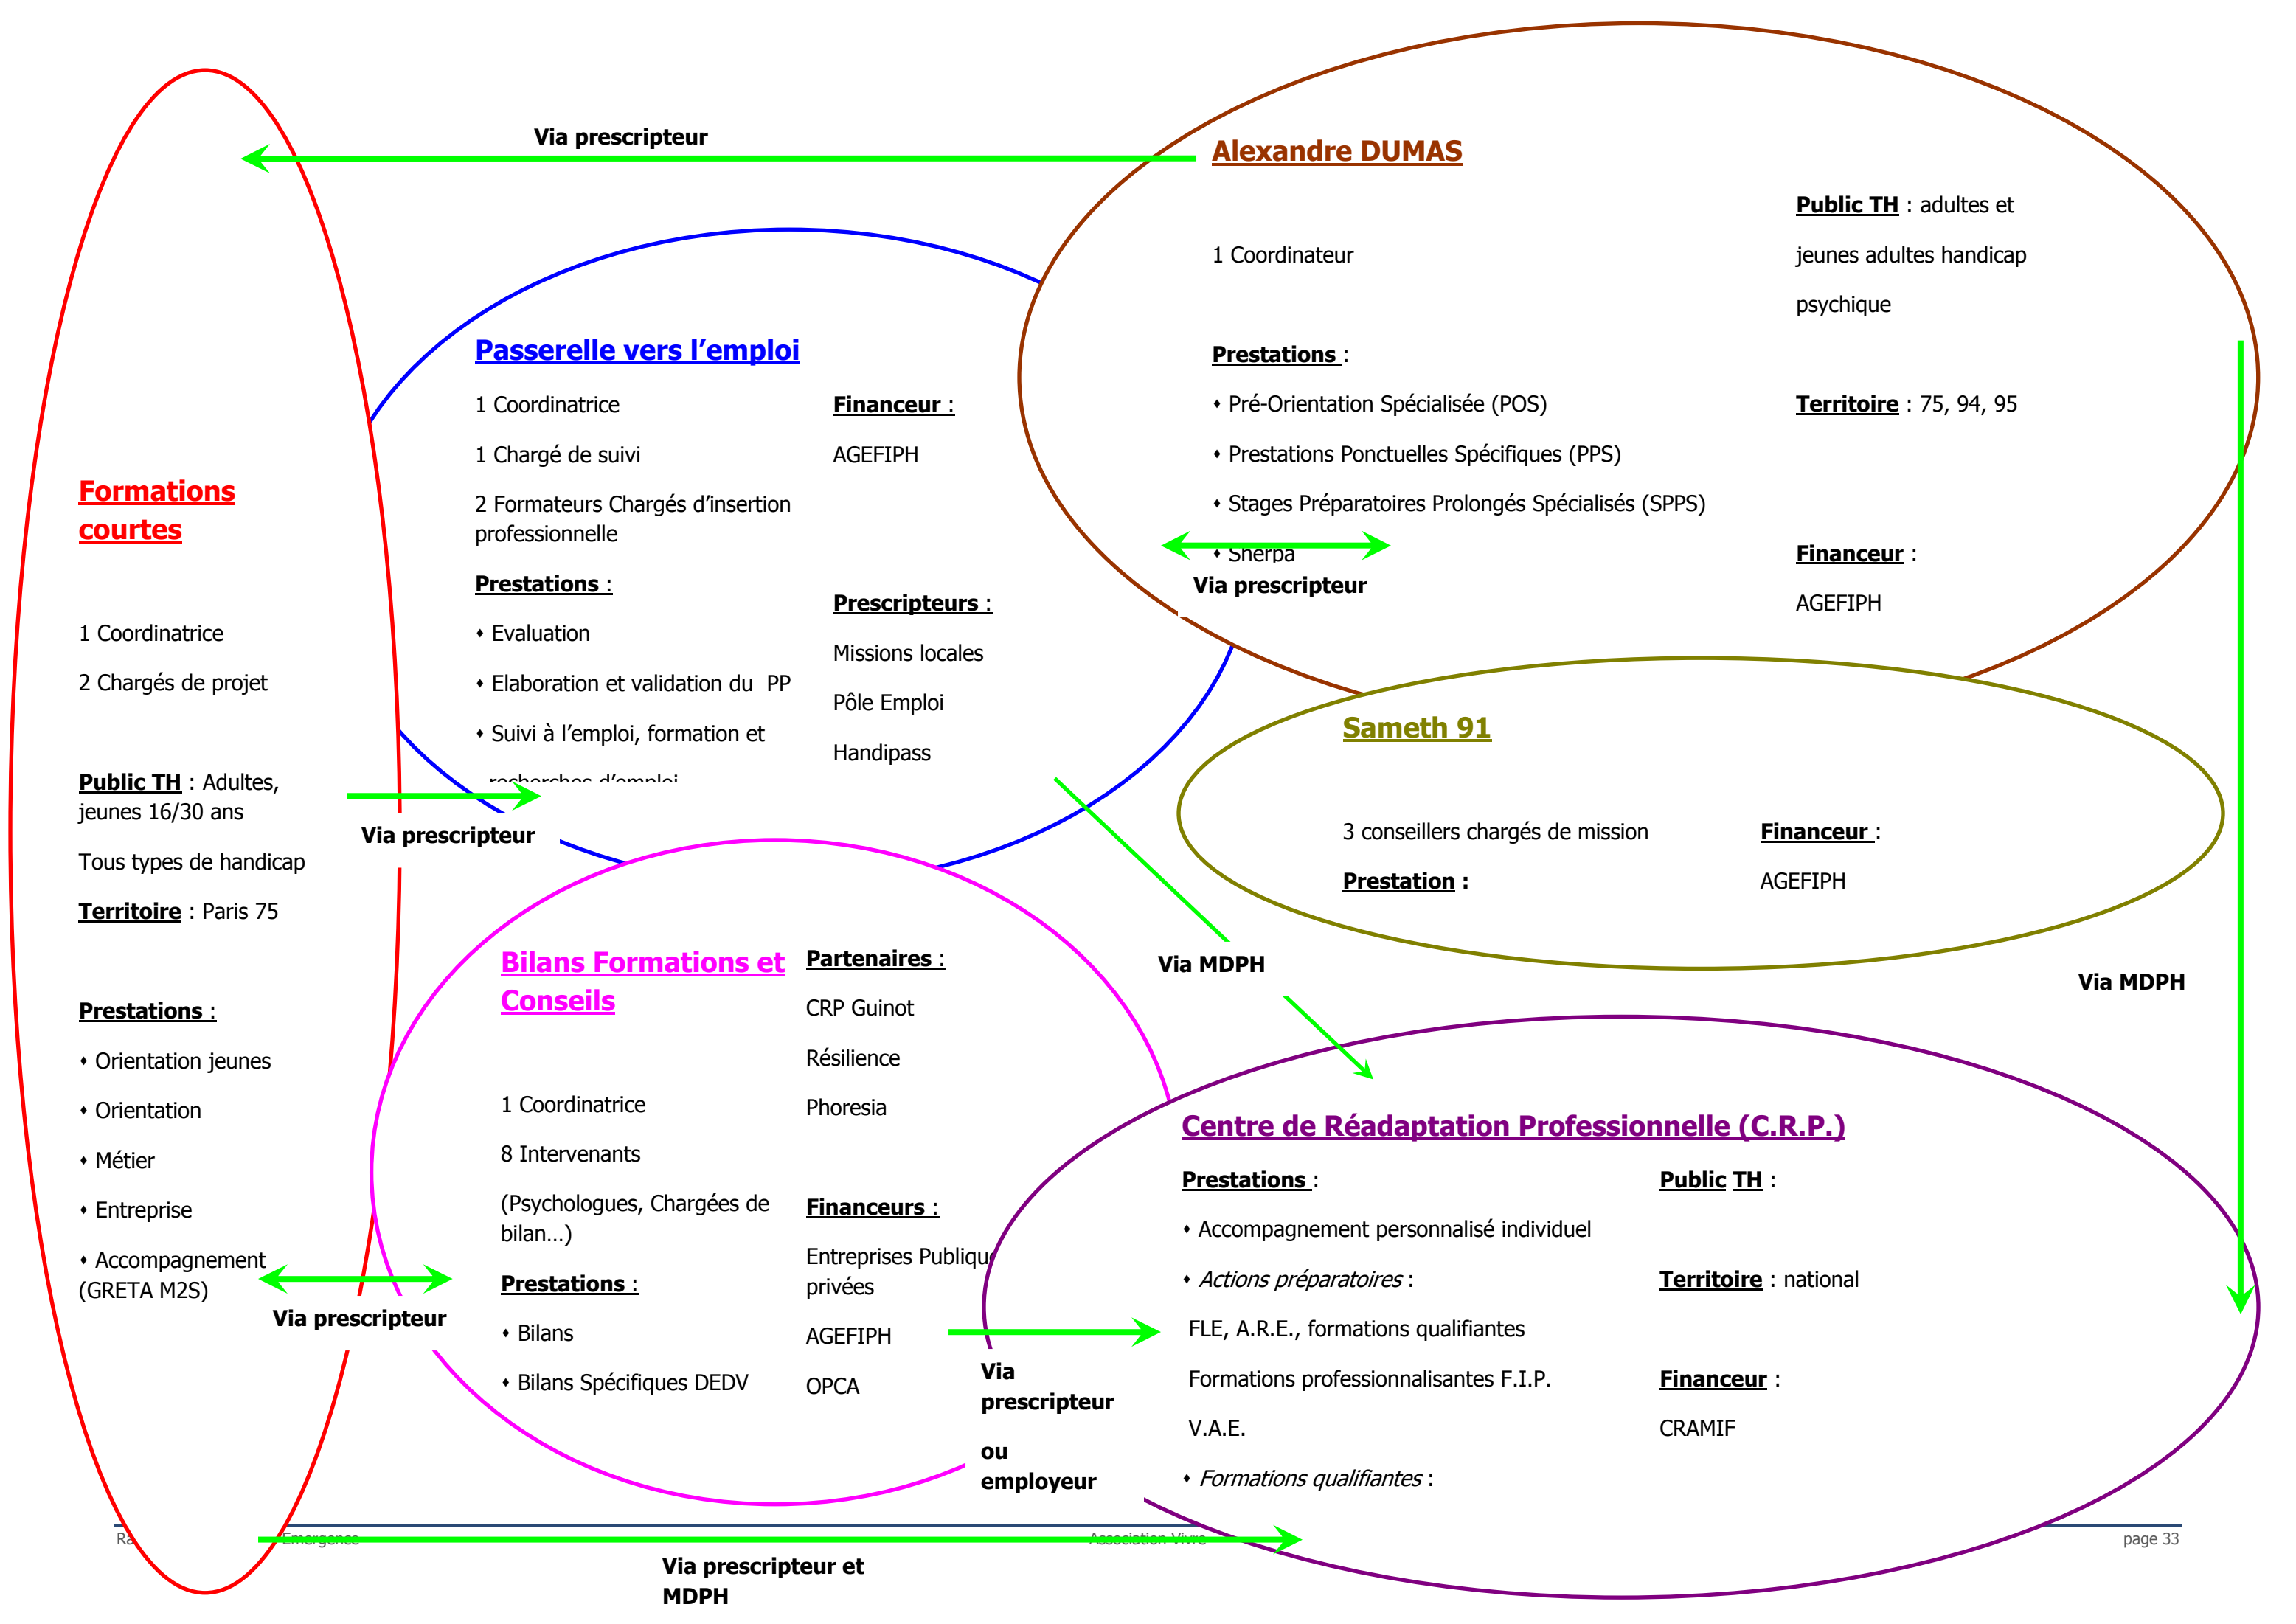 Via prescripteur
Alexandre DUMAS
1 Coordinateur
Prestations :
• Pré-Orientation Spécialisée (POS)
• Prestations Ponctuelles Spécifiques (PPS)
• Stages Préparatoires Prolongés Spécialisés (SPPS)
• Sherpa
Via prescripteur
Public TH : adultes et
jeunes adultes handicap
psychique
Territoire : 75, 94, 95
Financeur :
AGEFIPH
Passerelle vers l’emploi
1 Coordinatrice
1 Chargé de suivi
2 Formateurs Chargés d’insertion
professionnelle
Prestations :
• Evaluation
• Elaboration et validation du PP
• Suivi à l’emploi, formation et
recherches d’emploi
Financeur :
AGEFIPH
Prescripteurs :
Missions locales
Pôle Emploi
Handipass
Formations
courtes
1 Coordinatrice
2 Chargés de projet
Public TH : Adultes,
jeunes 16/30 ans
Tous types de handicap
Territoire : Paris 75
Prestations :
• Orientation jeunes
• Orientation
• Métier
• Entreprise
• Accompagnement
(GRETA M2S)
Via prescripteur
Via prescripteur
Sameth 91
3 conseillers chargés de mission
Prestation :
Financeur :
AGEFIPH
Via MDPH
Via MDPH
Bilans Formations et
Conseils
1 Coordinatrice
8 Intervenants
(Psychologues, Chargées de
bilan…)
Prestations :
• Bilans
• Bilans Spécifiques DEDV
Partenaires :
CRP Guinot
Résilience
Phoresia
Financeurs :
Entreprises
privées
AGEFIPH
OPCA
Via
prescripteur
ou
employeur
Centre de Réadaptation Professionnelle (C.R.P.)
Prestations :
• Accompagnement personnalisé individuel
• Actions préparatoires :
FLE, A.R.E., formations qualifiantes
Formations professionnalisantes F.I.P.
V.A.E.
• Formations qualifiantes :
Public TH :
Territoire : national
Financeur :
CRAMIF
Emergence
Association Vivre
page 33
Via prescripteur et
MDPH